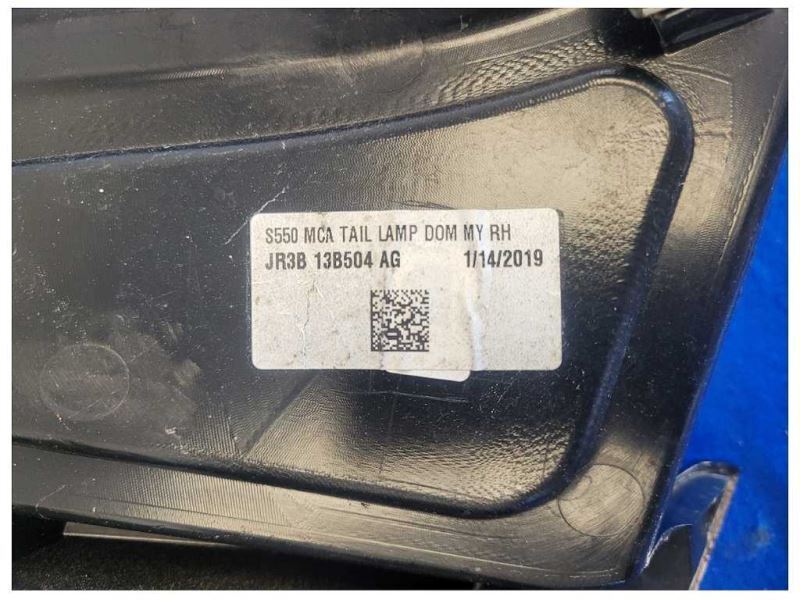 S550 MCA TAIL LAMP DOM MY RH
JR3B 13B504 AG 1/14/2019